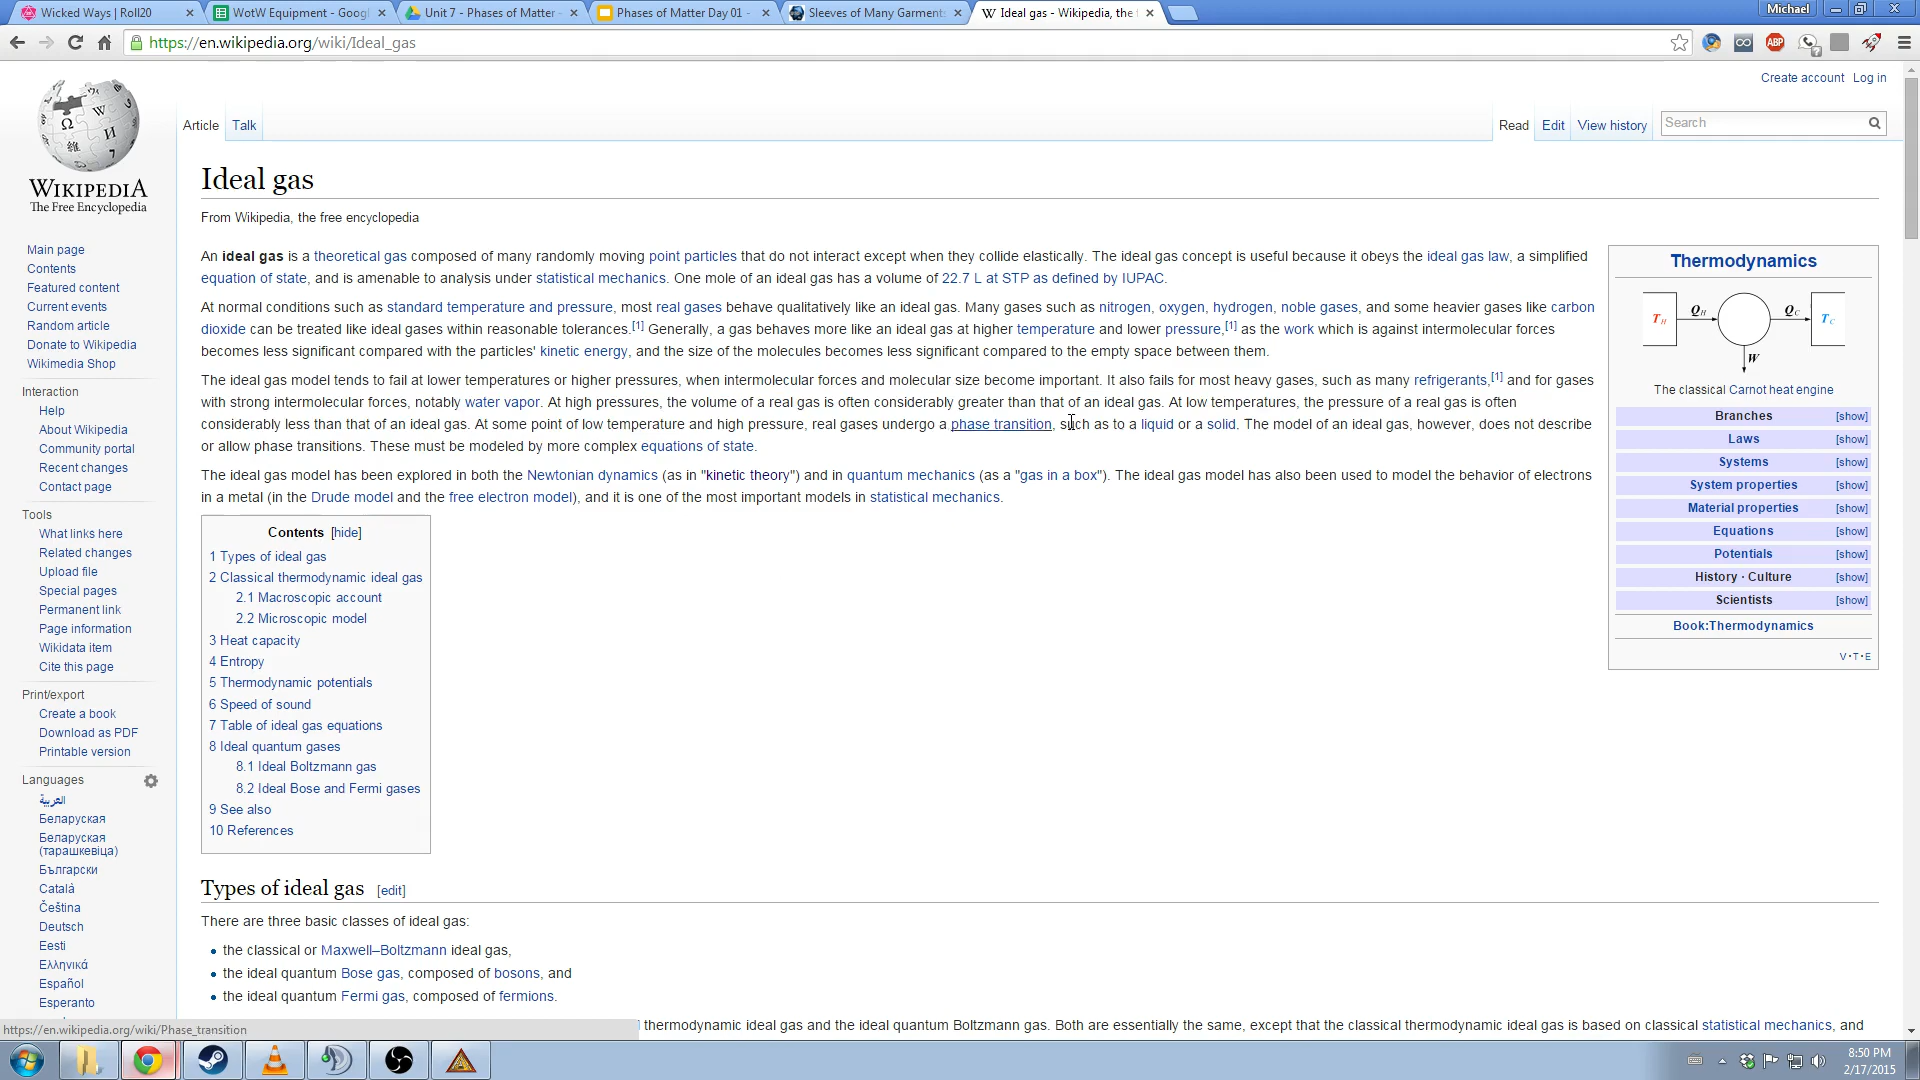 Wicked Ways | Roll20
WotW Equipment - Googl
Unit 7 - Phases of Matter -
Phases of Matter Day 01 -
Sleeves of Many Garments
Ideal gas - Wikipedia, the f
Michael
https://en.wikipedia.org/wiki/Ideal_gas
Create account Log in
Article Talk
Read Edit View history Search
WIKIPEDIA
The Free Encyclopedia
Main page
Contents
Featured content
Current events
Random article
Donate to Wikipedia
Wikimedia Shop
Interaction
Help
About Wikipedia
Community portal
Recent changes
Contact page
Tools
What links here
Related changes
Upload file
Special pages
Permanent link
Page information
Wikidata item
Cite this page
Print/export
Create a book
Download as PDF
Printable version
Languages
العربية
Беларуская
Беларуская
(тарашкевіца)
Български
Català
Čeština
Deutsch
Eesti
Ελληνικά
Español
Esperanto
Ideal gas
From Wikipedia, the free encyclopedia
An ideal gas is a theoretical gas composed of many randomly moving point particles that do not interact except when they collide elastically. The ideal gas concept is useful because it obeys the ideal gas law, a simplified
equation of state, and is amenable to analysis under statistical mechanics. One mole of an ideal gas has a volume of 22.7 L at STP as defined by IUPAC.
At normal conditions such as standard temperature and pressure, most real gases behave qualitatively like an ideal gas. Many gases such as nitrogen, oxygen, hydrogen, noble gases, and some heavier gases like carbon
dioxide can be treated like ideal gases within reasonable tolerances.[1] Generally, a gas behaves more like an ideal gas at higher temperature and lower pressure,[1] as the work which is against intermolecular forces
becomes less significant compared with the particles' kinetic energy, and the size of the molecules becomes less significant compared to the empty space between them.
The ideal gas model tends to fail at lower temperatures or higher pressures, when intermolecular forces and molecular size become important. It also fails for most heavy gases, such as many refrigerants,[1] and for gases
with strong intermolecular forces, notably water vapor. At high pressures, the volume of a real gas is often considerably greater than that of an ideal gas. At low temperatures, the pressure of a real gas is often
considerably less than that of an ideal gas. At some point of low temperature and high pressure, real gases undergo a phase transition, such as to a liquid or a solid. The model of an ideal gas, however, does not describe
or allow phase transitions. These must be modeled by more complex equations of state.
The ideal gas model has been explored in both the Newtonian dynamics (as in "kinetic theory") and in quantum mechanics (as a "gas in a box"). The ideal gas model has also been used to model the behavior of electrons
in a metal (in the Drude model and the free electron model), and it is one of the most important models in statistical mechanics.
Contents [hide]
1 Types of ideal gas
2 Classical thermodynamic ideal gas
2.1 Macroscopic account
2.2 Microscopic model
3 Heat capacity
4 Entropy
5 Thermodynamic potentials
6 Speed of sound
7 Table of ideal gas equations
8 Ideal quantum gases
8.1 Ideal Boltzmann gas
8.2 Ideal Bose and Fermi gases
9 See also
10 References
Types of ideal gas [edit]
There are three basic classes of ideal gas:
• the classical or Maxwell–Boltzmann ideal gas,
• the ideal quantum Bose gas, composed of bosons, and
• the ideal quantum Fermi gas, composed of fermions.
thermodynamic ideal gas and the ideal quantum Boltzmann gas. Both are essentially the same, except that the classical thermodynamic ideal gas is based on classical statistical mechanics, and
Thermodynamics
TH QH QC TC
W
The classical Carnot heat engine
Branches [show]
Laws [show]
Systems [show]
System properties [show]
Material properties [show]
Equations [show]
Potentials [show]
History · Culture [show]
Scientists [show]
Book:Thermodynamics
V · T · E
https://en.wikipedia.org/wiki/Phase_transition
8:50 PM
2/17/2015